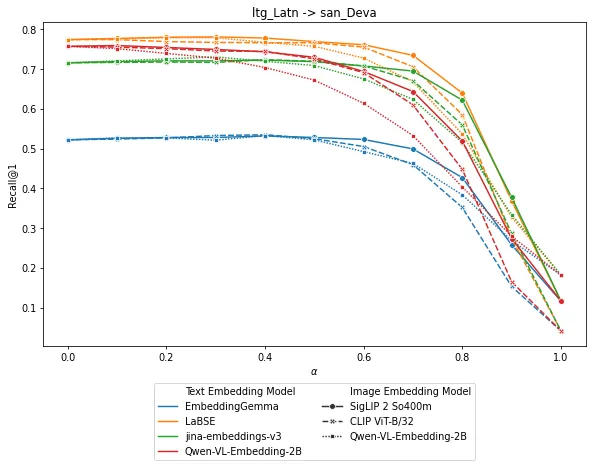 ltg_Latn -> san_Deva
Recall@1
0.8
0.7
0.6
0.5
0.4
0.3
0.2
0.1
0.0 0.2 0.4 0.6 0.8 1.0
α
Text Embedding Model Image Embedding Model
EmbeddingGemma SigLIP 2 So400m
LaBSE CLIP ViT-B/32
jina-embeddings-v3 Qwen-VL-Embedding-2B
Qwen-VL-Embedding-2B